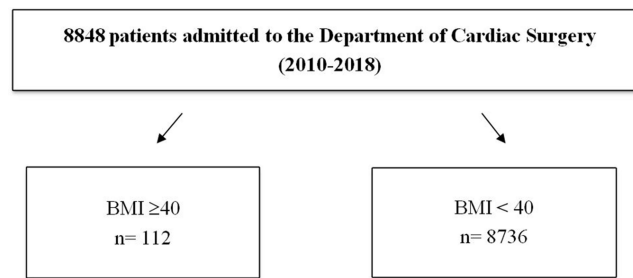 8848 patients admitted to the Department of Cardiac Surgery
(2010-2018)
BMI ≥40
n= 112
BMI < 40
n= 8736